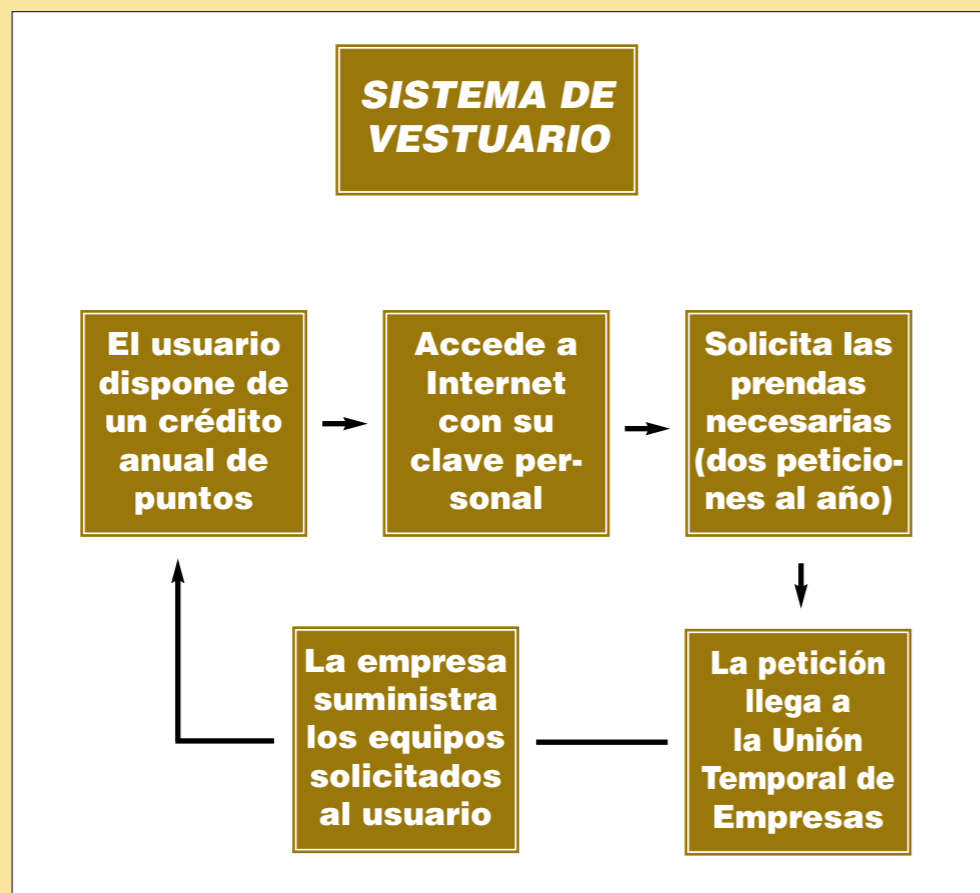 SISTEMA DE
VESTUARIO
El usuario
dispone de
un crédito
anual de
puntos
Accede a
Internet
con su
clave per-
sonal
Solicita las
prendas
necesarias
(dos peticio-
nes al año)
La petición
llega a
la Unión
Temporal de
Empresas
La empresa
suministra
los equipos
solicitados
al usuario